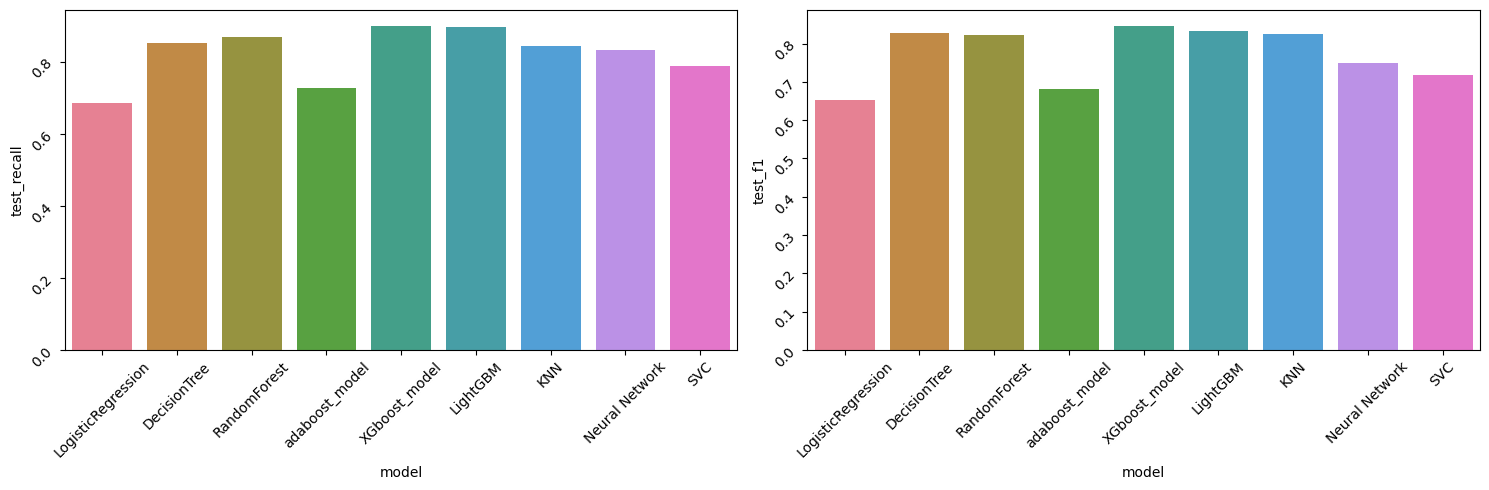 test_recall
0.8
0.6
0.4
0.2
0.0
LogisticRegression
DecisionTree
RandomForest
adaboost_model
XGboost_model
LightGBM
KNN
Neural Network
SVC
model
test_f1
0.8
0.7
0.6
0.5
0.4
0.3
0.2
0.1
0.0
LogisticRegression
DecisionTree
RandomForest
adaboost_model
XGboost_model
LightGBM
KNN
Neural Network
SVC
model